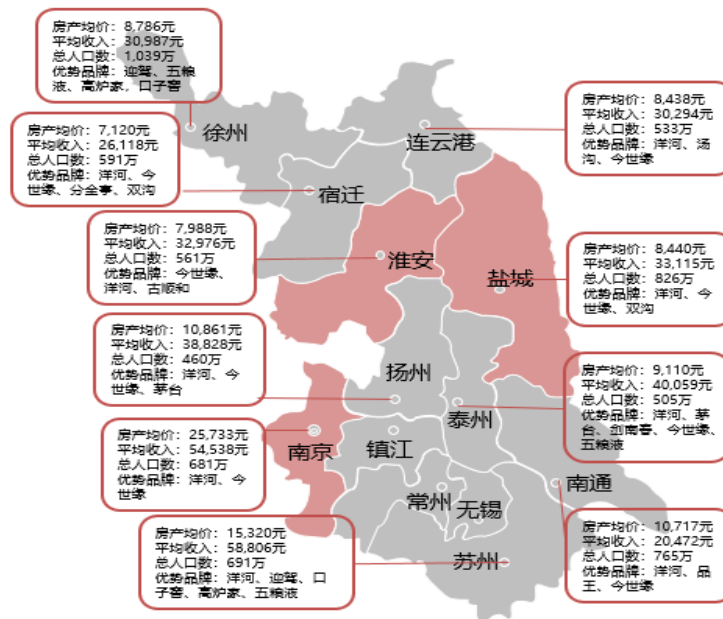 房产均价：8,786元
平均收入：30,987元
总人口数：1,039万
优势品牌：迎驾、五粮
液、高炉家，口子窖
徐州
连云港
房产均价：8,438元
平均收入：30,294元
总人口数：533万
优势品牌：洋河、汤
沟、今世缘
房产均价：7,120元
平均收入：26,118元
总人口数：591万
优势品牌：洋河、今
世缘、分金亭、双沟
宿迁
房产均价：7,988元
平均收入：32,976元
总人口数：561万
优势品牌：今世缘、
洋河、古顺和
淮安
盐城
房产均价：8,440元
平均收入：33,115元
总人口数：826万
优势品牌：洋河、今
世缘、双沟
房产均价：10,861元
平均收入：38,828元
总人口数：460万
优势品牌：洋河、今
世缘、茅台
扬州
泰州
房产均价：9,110元
平均收入：40,059元
总人口数：505万
优势品牌：洋河、茅
台、剑南春、今世缘、
五粮液
房产均价：25,733元
平均收入：54,538元
总人口数：681万
优势品牌：洋河、今
世缘
南京
镇江
常州
无锡
南通
房产均价：15,320元
平均收入：58,806元
总人口数：691万
优势品牌：洋河、迎驾、口
子窖、高炉家、五粮液
苏州
房产均价：10,717元
平均收入：20,472元
总人口数：765万
优势品牌：洋河、品
王、今世缘